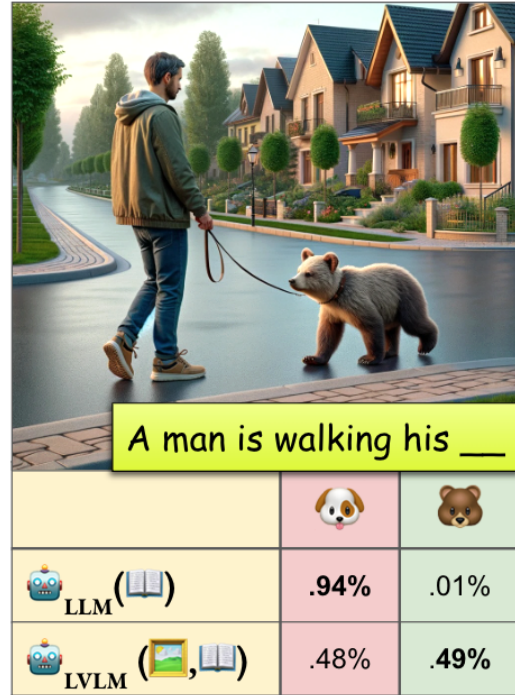 A man is walking his __
LLM ( )
.94% .01%
LVLM ( , )
.48% .49%